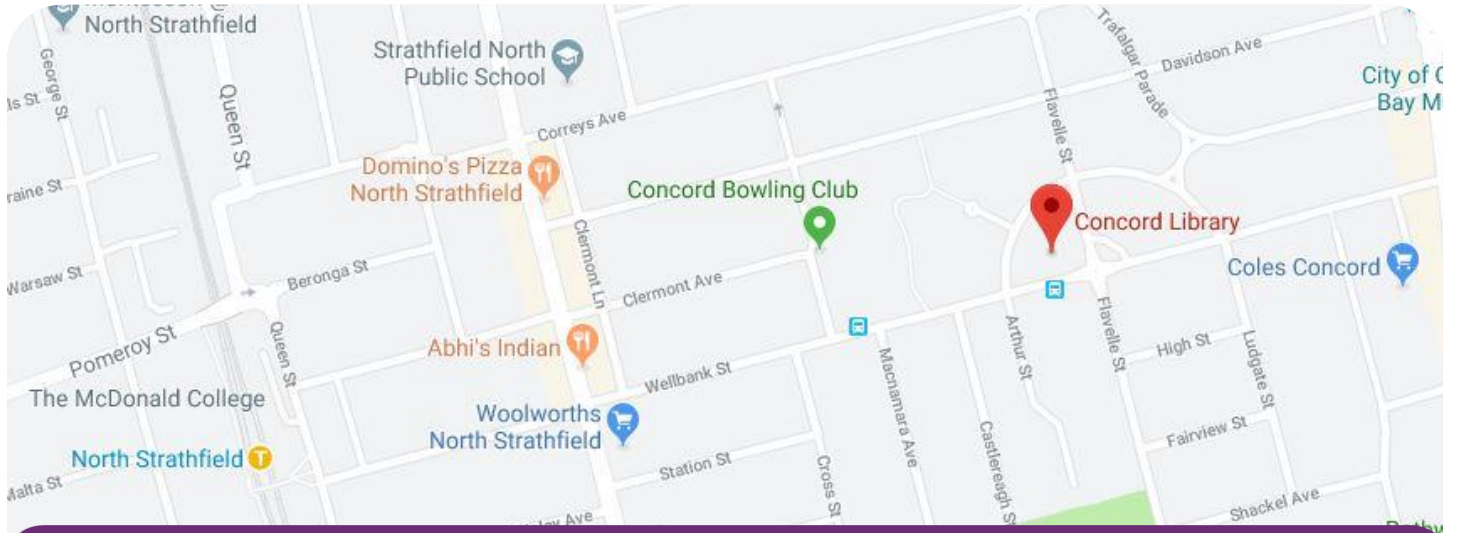 North Strathfield
George St
Queen St
Strathfield North
Public School
Correys Ave
Trafalgar Parade
Davidson Ave
Flavelle St
City of
Bay
Domino's Pizza
North Strathfield
Concord Bowling Club
Concord Library
Coles Concord
Clermont Ln
Warsaw St
Beronga St
Clermont Ave
Pomeroy St
Queen St
Abhi's Indian
Wellbank St
Arthur St
Flavelle St
High St
Ludgate St
The McDonald College
Woolworths
North Strathfield
Macnamara Ave
Castlereagh St
Fairview St
North Strathfield T
Station St
Cross St
Malta St
Shackel Ave
Ave